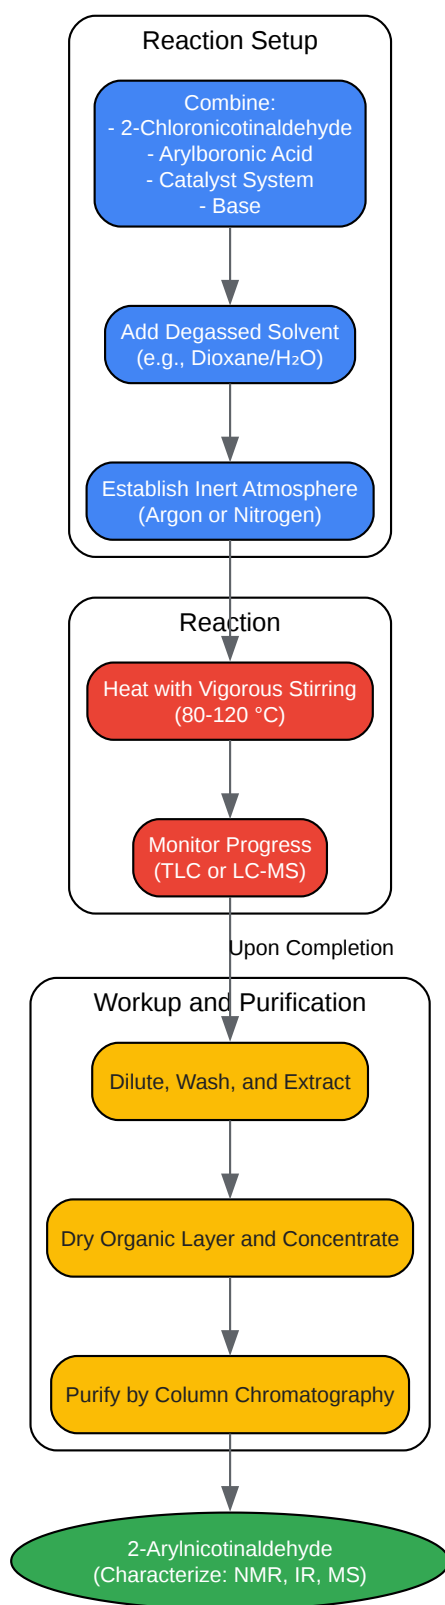 Reaction Setup
Combine:
- 2-Chloronicotinaldehyde
- Arylboronic Acid
- Catalyst System
- Base
Add Degassed Solvent
(e.g., Dioxane/H₂O)
Establish Inert Atmosphere
(Argon or Nitrogen)
Reaction
Heat with Vigorous Stirring
(80-120 °C)
Monitor Progress
(TLC or LC-MS)
Upon Completion
Workup and Purification
Dilute, Wash, and Extract
Dry Organic Layer and Concentrate
Purify by Column Chromatography
2-Arylnicotinaldehyde
(Characterize: NMR, IR, MS)